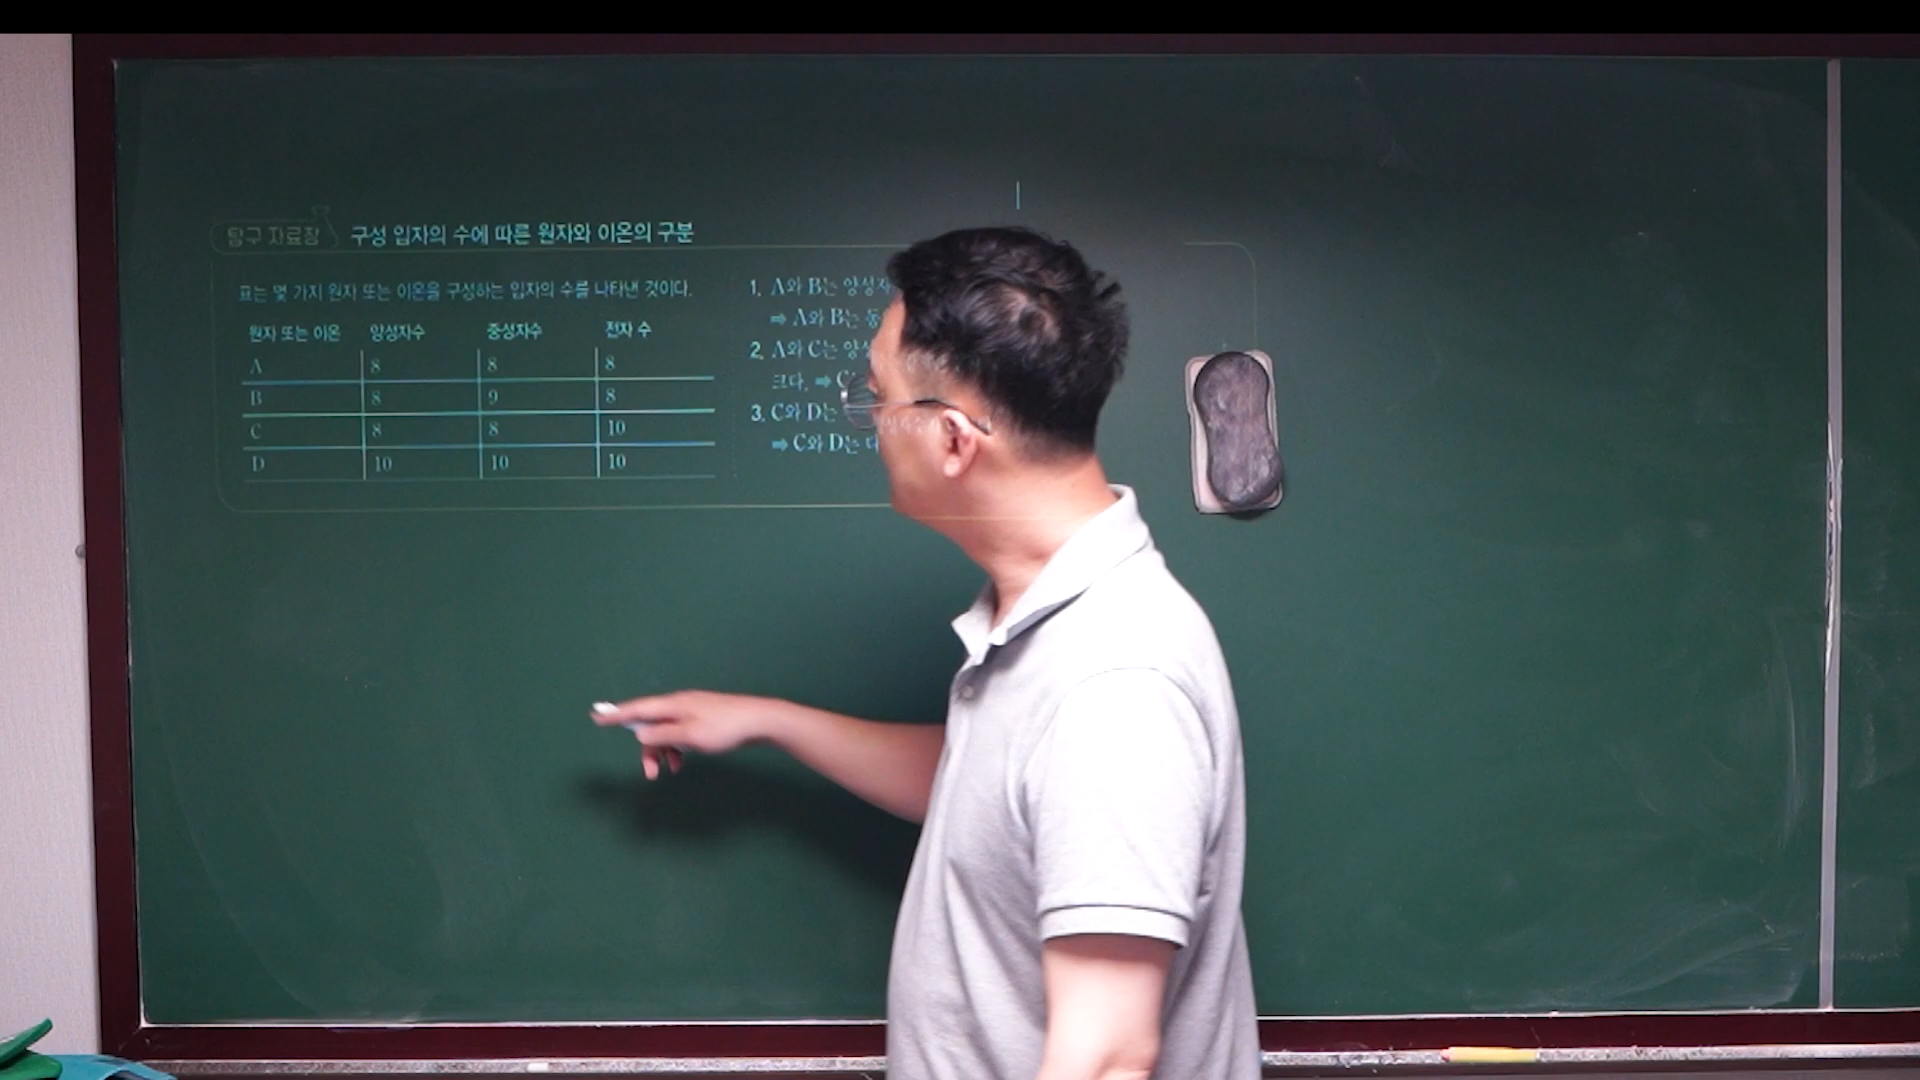 탐구 자료장 구성 입자의 수에 따른 원자와 이온의 구분
표는 몇 가지 원자 또는 이온을 구성하는 입자의 수를 나타낸 것이다.
원자 또는 이온 양성자수 중성자수 전자 수
A 8 8 8
B 8 9 8
C 8 8 10
D 10 10 10
1. A와 B는 양성자
⇒ A와 B는 동
2. A와 C는 양성
크다. ⇒ C
3. C와 D는
⇒ C와 D는 다